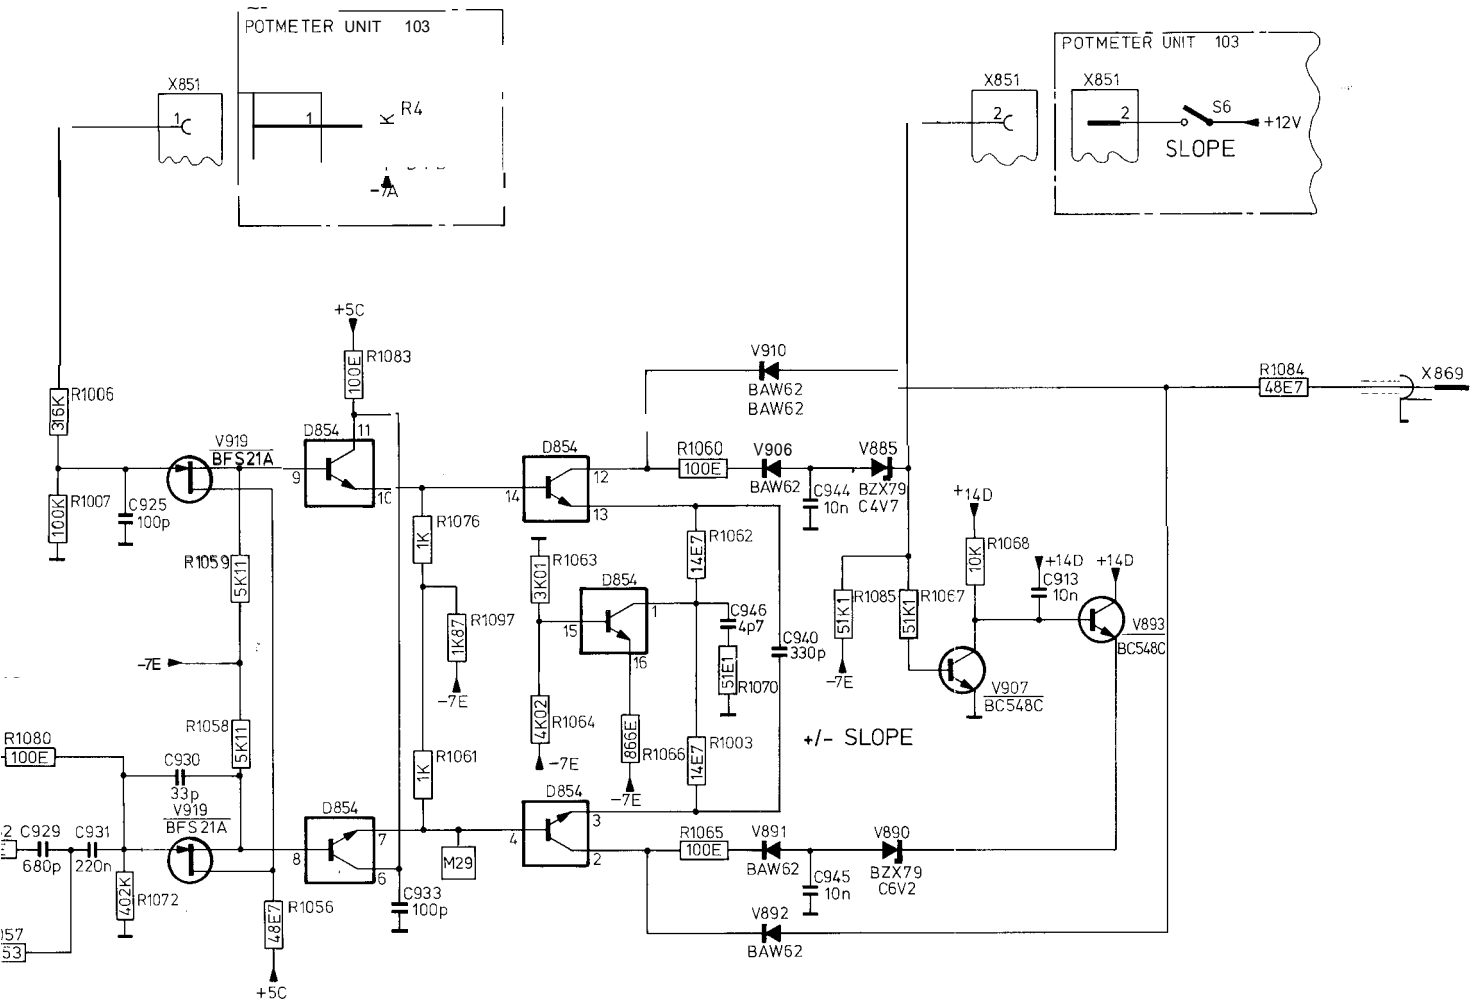 POTMETER UNIT 103
POTMETER UNIT 103
X851
1
1
K R4
-7A
X851
2
X851
2
S6
+12V
SLOPE
+5C
R1083
100E
V910
BAW62
BAW62
R1084
48E7
X869
R1006
316K
V919
BFS21A
D854
11
9
10
D854
12
14
13
R1060
100E
V906
BAW62
V885
BZX79
C4V7
C944
10n
R1007
100K
C925
100p
R1076
1K
R1059
5K11
R1063
3K01
R1062
14E7
+14D
R1068
10K
+14D
C913
10n
+14D
D854
1
15
16
C946
4p7
C940
330p
R1085
51K1
R1067
51K1
V893
BC548C
R1097
1K87
-7E
-7E
51E1
R1070
-7E
V907
BC548C
R1058
5K11
R1064
4K02
-7E
866E
R1066
-7E
R1003
14E7
+/- SLOPE
R1080
100E
C930
33p
R1061
1K
V919
BFS21A
D854
7
8
6
D854
3
4
2
R1065
100E
V891
BAW62
V890
BZX79
C6V2
C945
10n
2
C929
680p
C931
220n
M29
R1072
402K
R1056
48E7
C933
100p
V892
BAW62
057
53
+5C